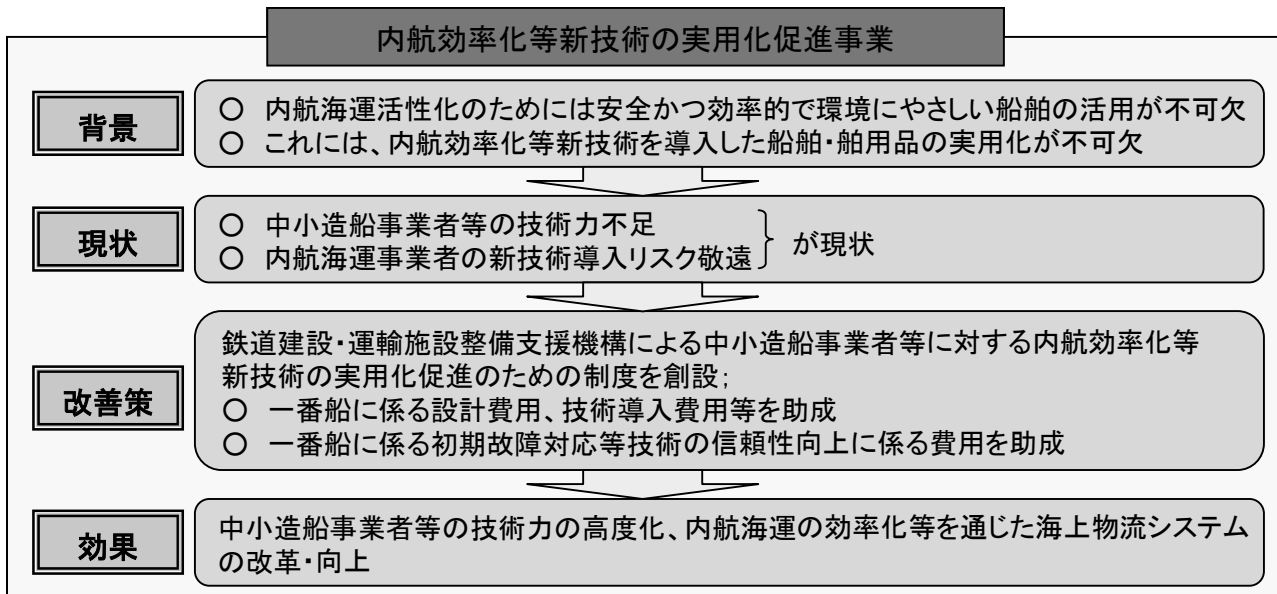 内航効率化等新技術の実用化促進事業
背景
○ 内航海運活性化のためには安全かつ効率的で環境にやさしい船舶の活用が不可欠
○ これには、内航効率化等新技術を導入した船舶・舶用品の実用化が不可欠
現状
○ 中小造船事業者等の技術力不足
○ 内航海運事業者の新技術導入リスク敬遠
が現状
改善策
鉄道建設・運輸施設整備支援機構による中小造船事業者等に対する内航効率化等
新技術の実用化促進のための制度を創設；
○ 一番船に係る設計費用、技術導入費用等を助成
○ 一番船に係る初期故障対応等技術の信頼性向上に係る費用を助成
効果
中小造船事業者等の技術力の高度化、内航海運の効率化等を通じた海上物流システム
の改革・向上